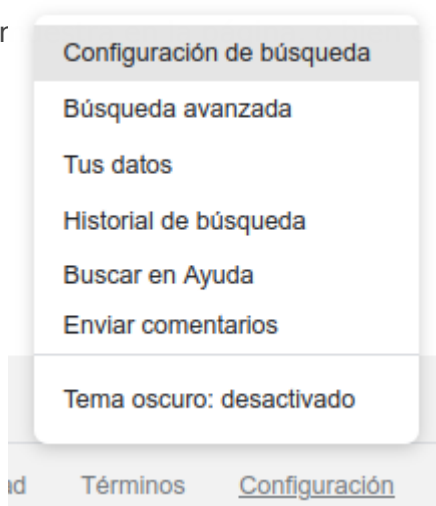 Configuración de búsqueda
Búsqueda avanzada
Tus datos
Historial de búsqueda
Buscar en Ayuda
Enviar comentarios
Tema oscuro: desactivado
Términos Configuración